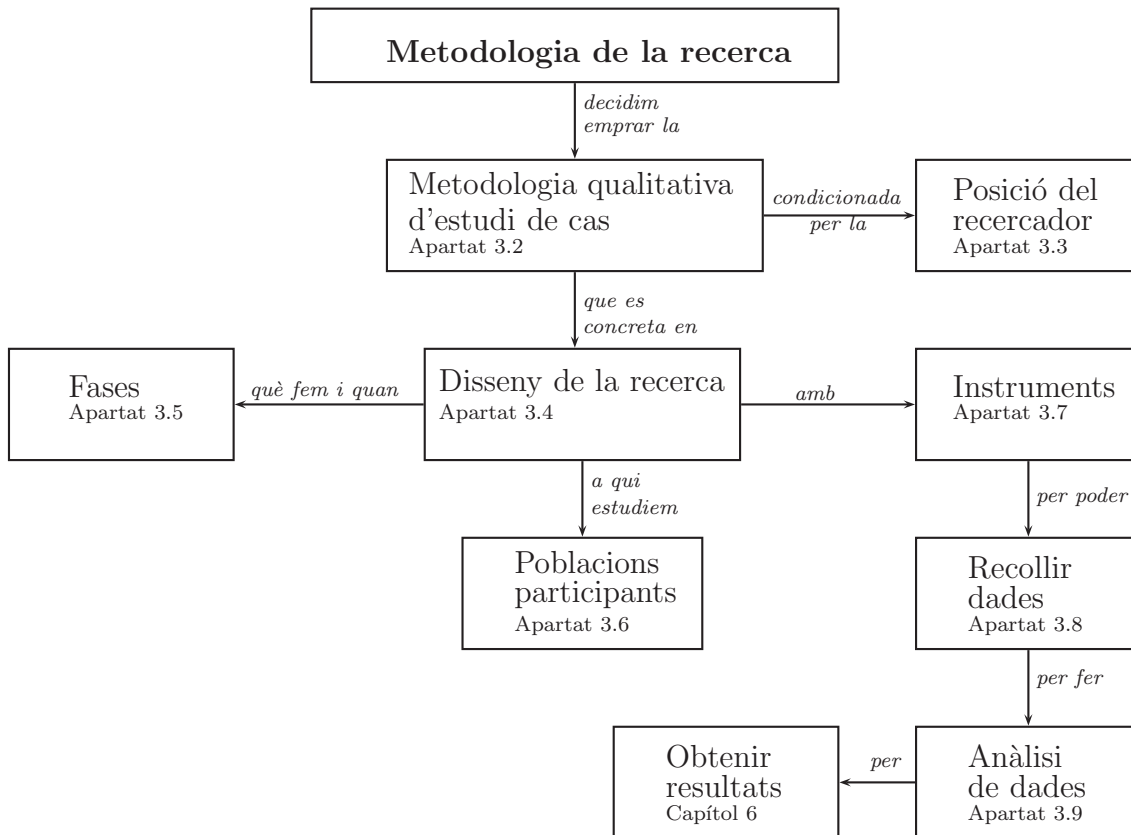 Metodologia de la recerca
decidim
emprar la
Metodologia qualitativa
d'estudi de cas
Apartat 3.2
condicionada
per la
Posició del
recercador
Apartat 3.3
que es
concreta en
Fases
Apartat 3.5
què fem i quan
Disseny de la recerca
Apartat 3.4
amb
Instruments
Apartat 3.7
a qui
estudiem
per poder
Poblacions
participants
Apartat 3.6
Recollir
dades
Apartat 3.8
per fer
Obtenir
resultats
Capítol 6
per
Anàlisi
de dades
Apartat 3.9